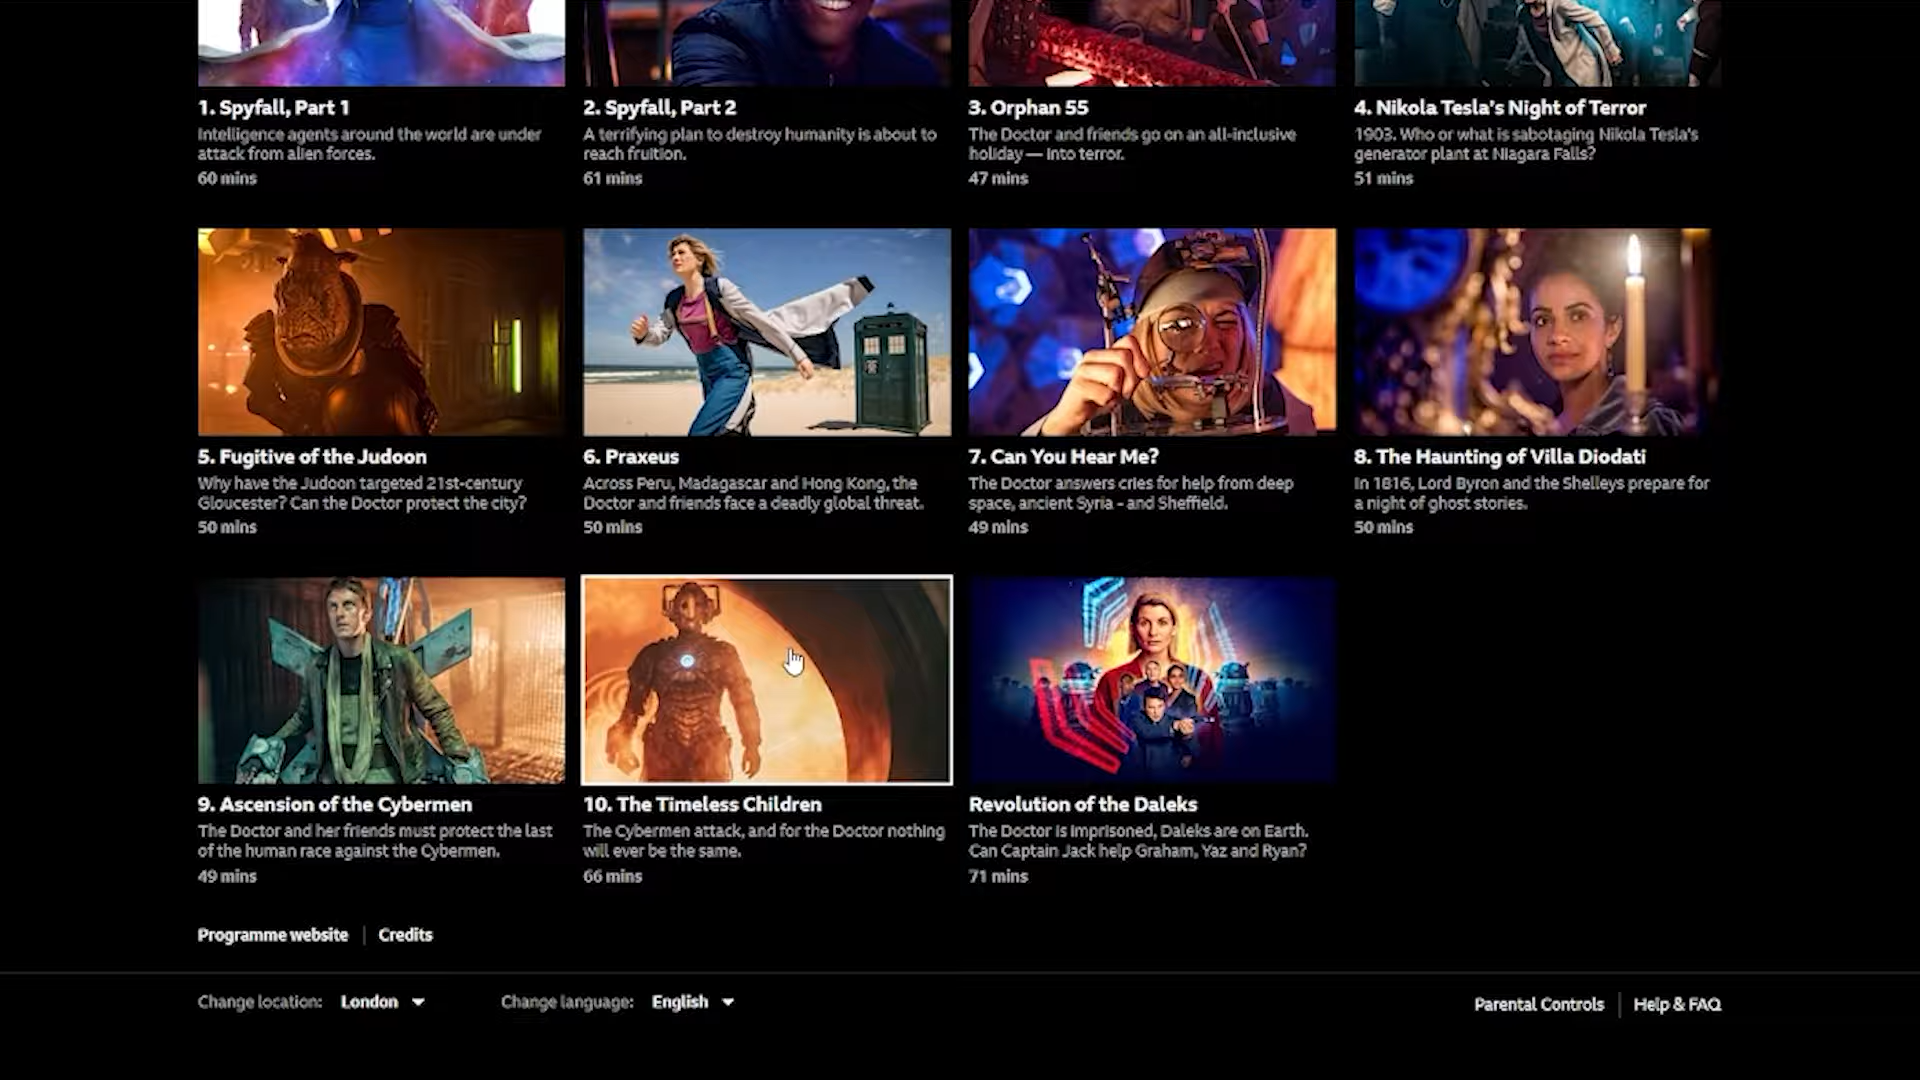 1. Spyfall, Part 1
Intelligence agents around the world are under
attack from alien forces.
60 mins
2. Spyfall, Part 2
A terrifying plan to destroy humanity is about to
reach fruition.
61 mins
3. Orphan 55
The Doctor and friends go on an all-inclusive
holiday — into terror.
47 mins
4. Nikola Tesla's Night of Terror
1903. Who or what is sabotaging Nikola Tesla's
generator plant at Niagara Falls?
51 mins
5. Fugitive of the Judoon
Why have the Judoon targeted 21st-century
Gloucester? Can the Doctor protect the city?
50 mins
6. Praxeus
Across Peru, Madagascar and Hong Kong, the
Doctor and friends face a deadly global threat.
50 mins
7. Can You Hear Me?
The Doctor answers cries for help from deep
space, ancient Syria - and Sheffield.
49 mins
8. The Haunting of Villa Diodati
In 1816, Lord Byron and the Shelleys prepare for
a night of ghost stories.
50 mins
9. Ascension of the Cybermen
The Doctor and her friends must protect the last
of the human race against the Cybermen.
49 mins
10. The Timeless Children
The Cybermen attack, and for the Doctor nothing
will ever be the same.
66 mins
Revolution of the Daleks
The Doctor is imprisoned, Daleks are on Earth.
Can Captain Jack help Graham, Yaz and Ryan?
71 mins
Programme website | Credits
Change location: London
Change language: English
Parental Controls | Help & FAQ